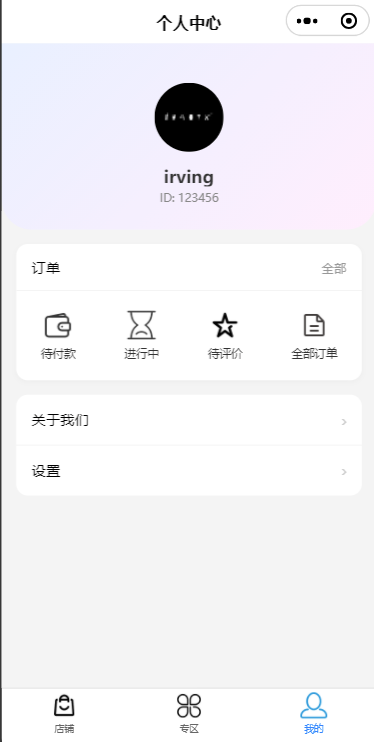 个人中心
irving
ID: 123456
订单 全部
待付款 进行中 待评价 全部订单
关于我们
设置
店铺 专区 我的